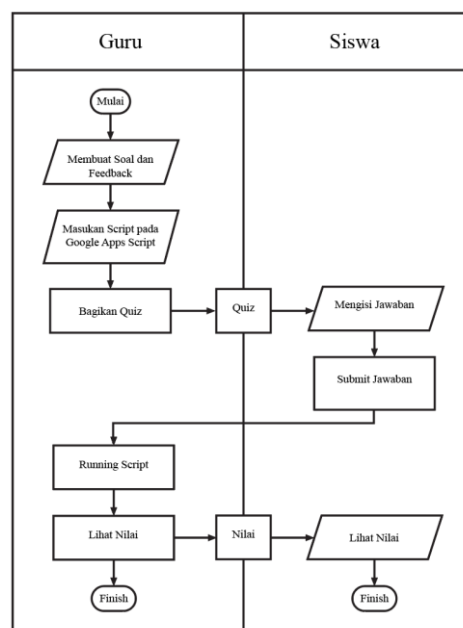 Guru
Siswa
Mulai
Membuat Soal dan
Feedback
Masukan Script pada
Google Apps Script
Bagikan Quiz
Quiz
Mengisi Jawaban
Submit Jawaban
Running Script
Lihat Nilai
Nilai
Lihat Nilai
Finish
Finish